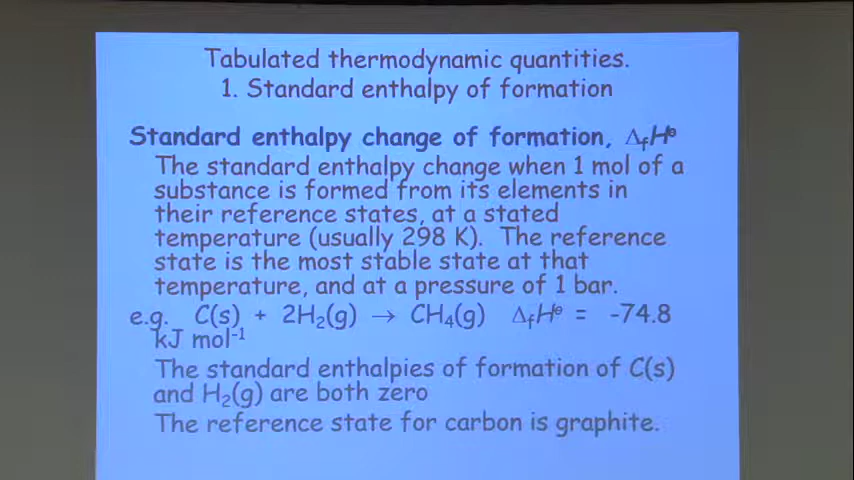 Tabulated thermodynamic quantities.
1. Standard enthalpy of formation
Standard enthalpy change of formation, ΔfH⦵
The standard enthalpy change when 1 mol of a
substance is formed from its elements in
their reference states, at a stated
temperature (usually 298 K). The reference
state is the most stable state at that
temperature, and at a pressure of 1 bar.
e.g. C(s) + 2H₂(g) → CH₄(g) ΔfH⦵ = -74.8
kJ mol⁻¹
The standard enthalpies of formation of C(s)
and H₂(g) are both zero
The reference state for carbon is graphite.